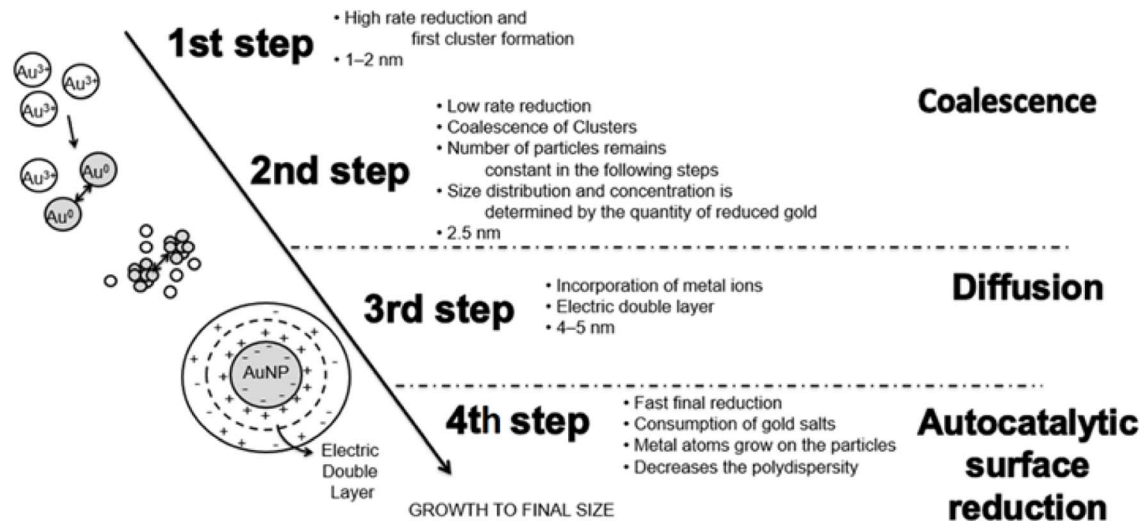 1st step
• High rate reduction and
first cluster formation
• 1–2 nm
Au3+
Au3+
Au3+
Coalescence
2nd step
• Low rate reduction
• Coalescence of Clusters
• Number of particles remains
constant in the following steps
• Size distribution and concentration is
determined by the quantity of reduced gold
• 2.5 nm
Au3+
Au0
Au0
3rd step
• Incorporation of metal ions
• Electric double layer
• 4–5 nm
Diffusion
AuNP
Electric
Double
Layer
4th step
• Fast final reduction
• Consumption of gold salts
• Metal atoms grow on the particles
• Decreases the polydispersity
Autocatalytic
surface
reduction
GROWTH TO FINAL SIZE